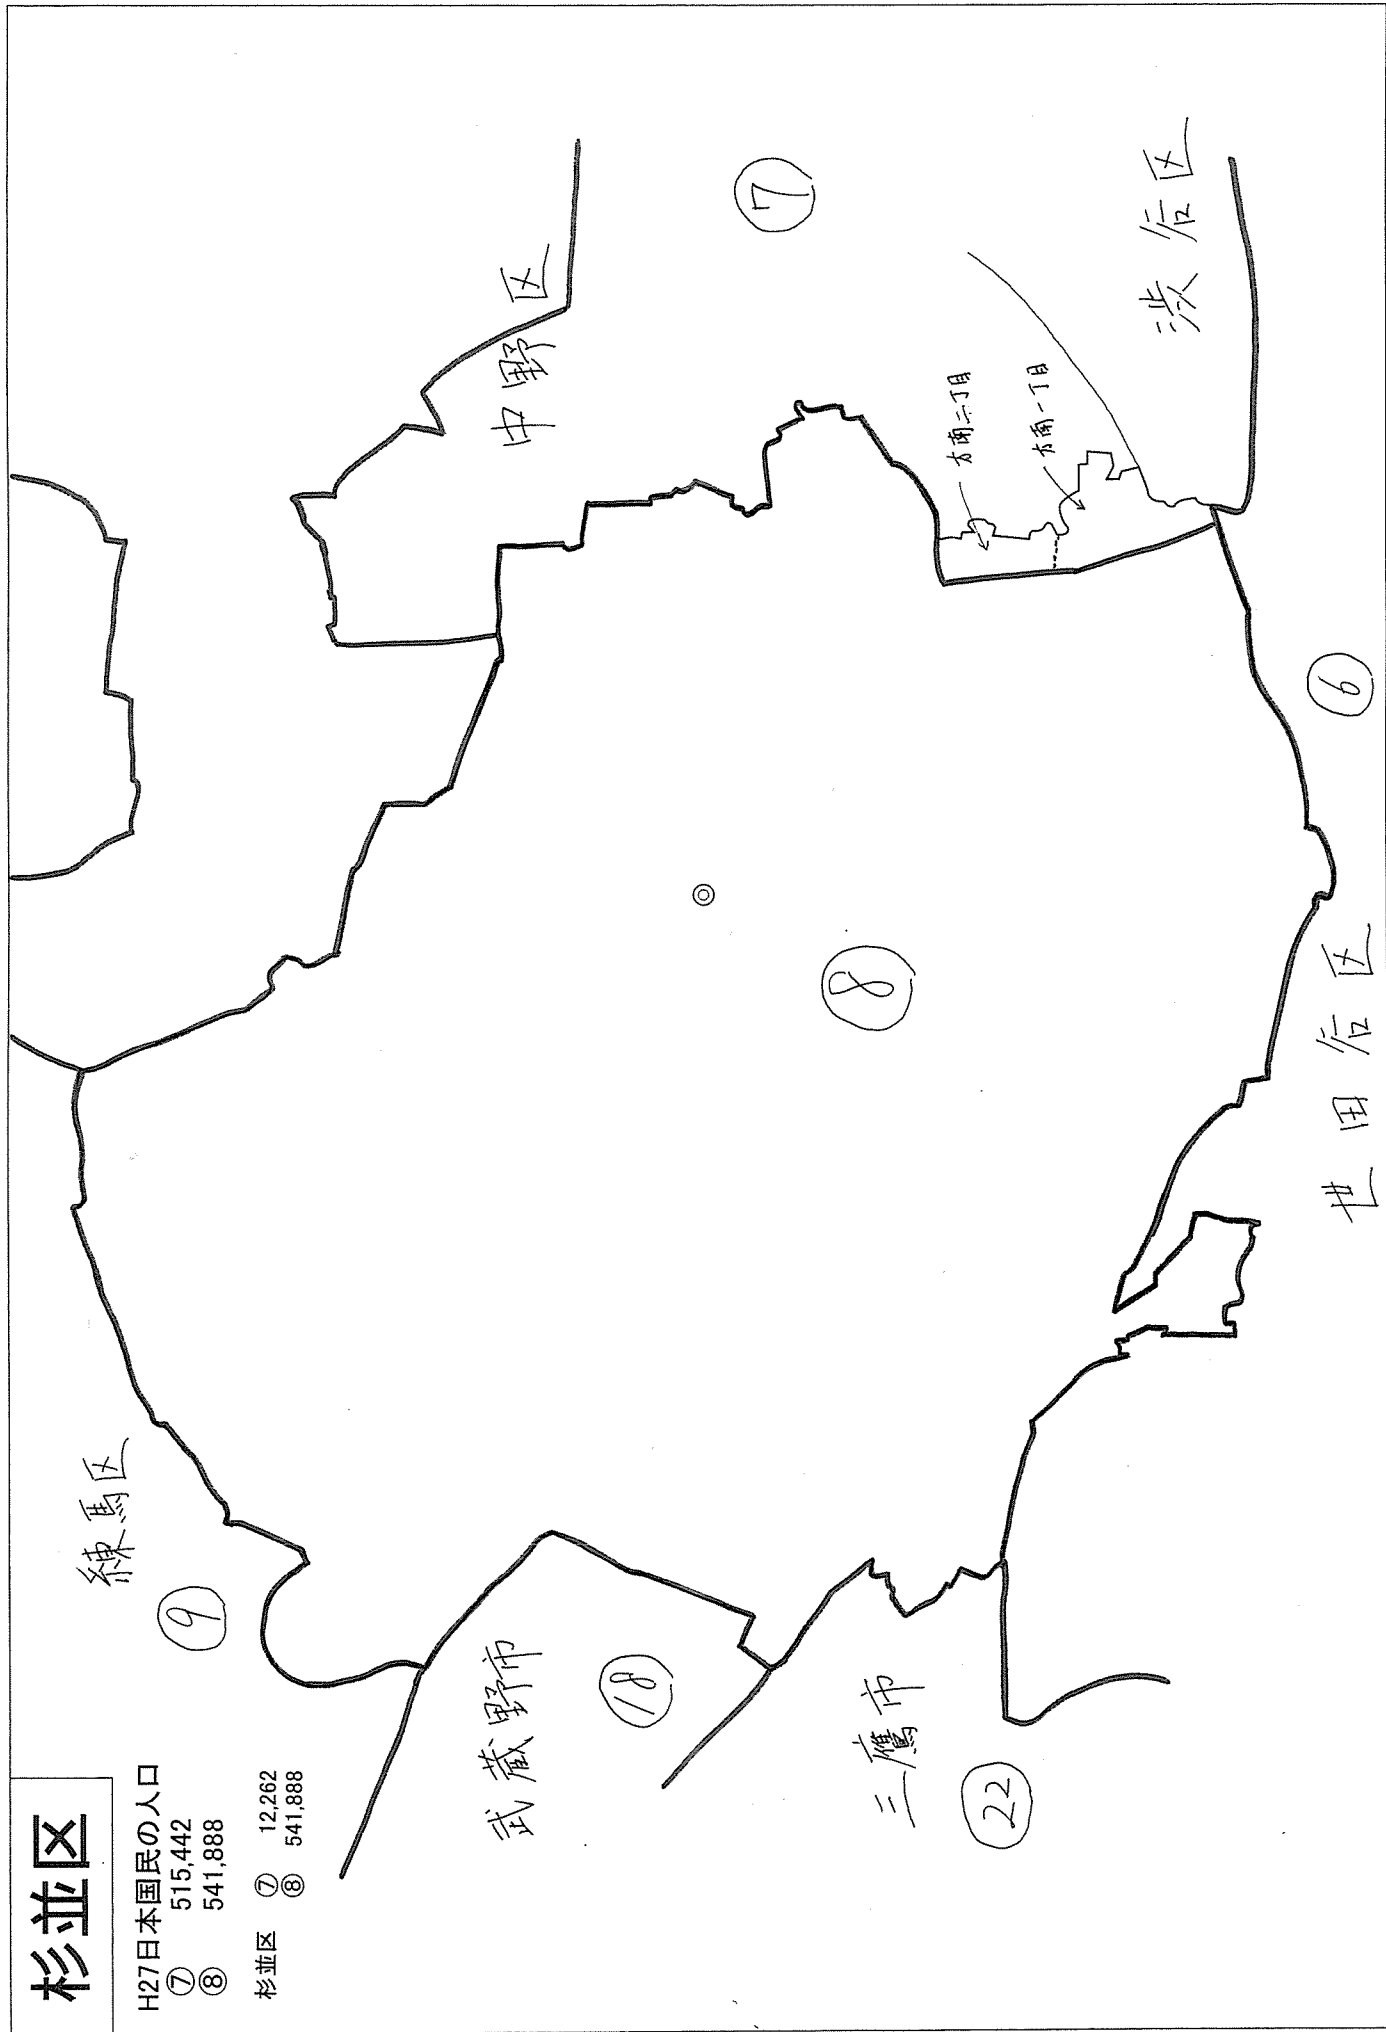 杉並区
H27日本国民の人口
⑦ 515,442
⑧ 541,888
杉並区 ⑦ 12,262
⑧ 541,888
練馬区
⑨
武蔵野市
⑱
三鷹市
㉒
⑧
世田谷区
⑥
中野区
⑦
方南二丁目
方南一丁目
渋谷区